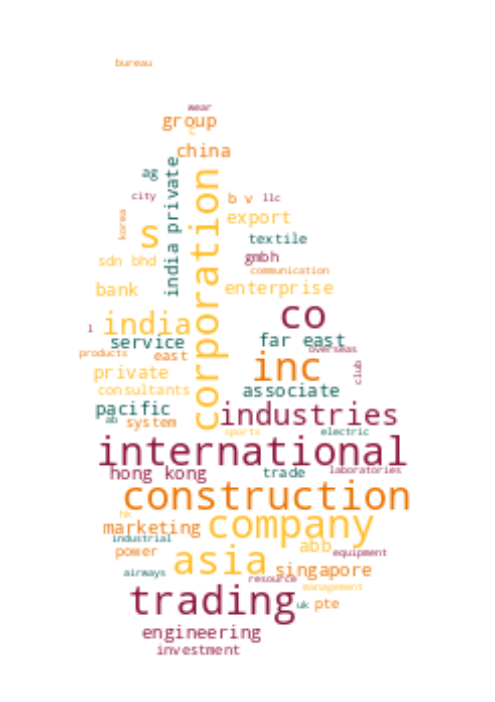 bureau
wear
group
c
china
ag
india private
corporation
city
b v
llc
korea
export
s
textile
sdn bhd
gmbh
communication
bank
enterprise
co
l
india
service
far east
overseas
products
east
inc
club
private
consultants
associate
pacific
industries
ab
system
sports
electric
international
hong kong
trade
laboratories
construction
hk
marketing
company
industrial
power
abb
equipment
asia
singapore
airways
resource
management
trading
uk
pte
engineering
investment